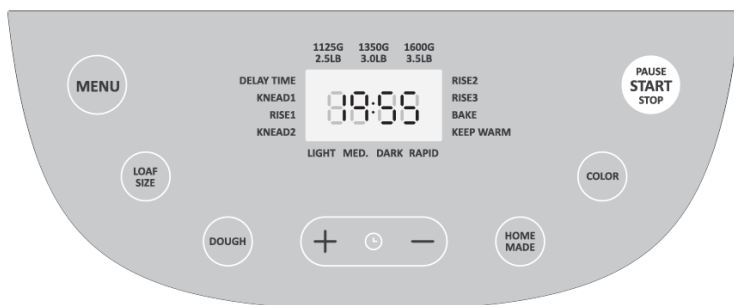 1125G 1350G 1600G
2.5LB 3.0LB 3.5LB
MENU
DELAY TIME
KNEAD1
RISE1
KNEAD2
19:55
RISE2
RISE3
BAKE
KEEP WARM
LIGHT MED. DARK RAPID
PAUSE
START
STOP
LOAF
SIZE
COLOR
DOUGH
+ −
HOME
MADE